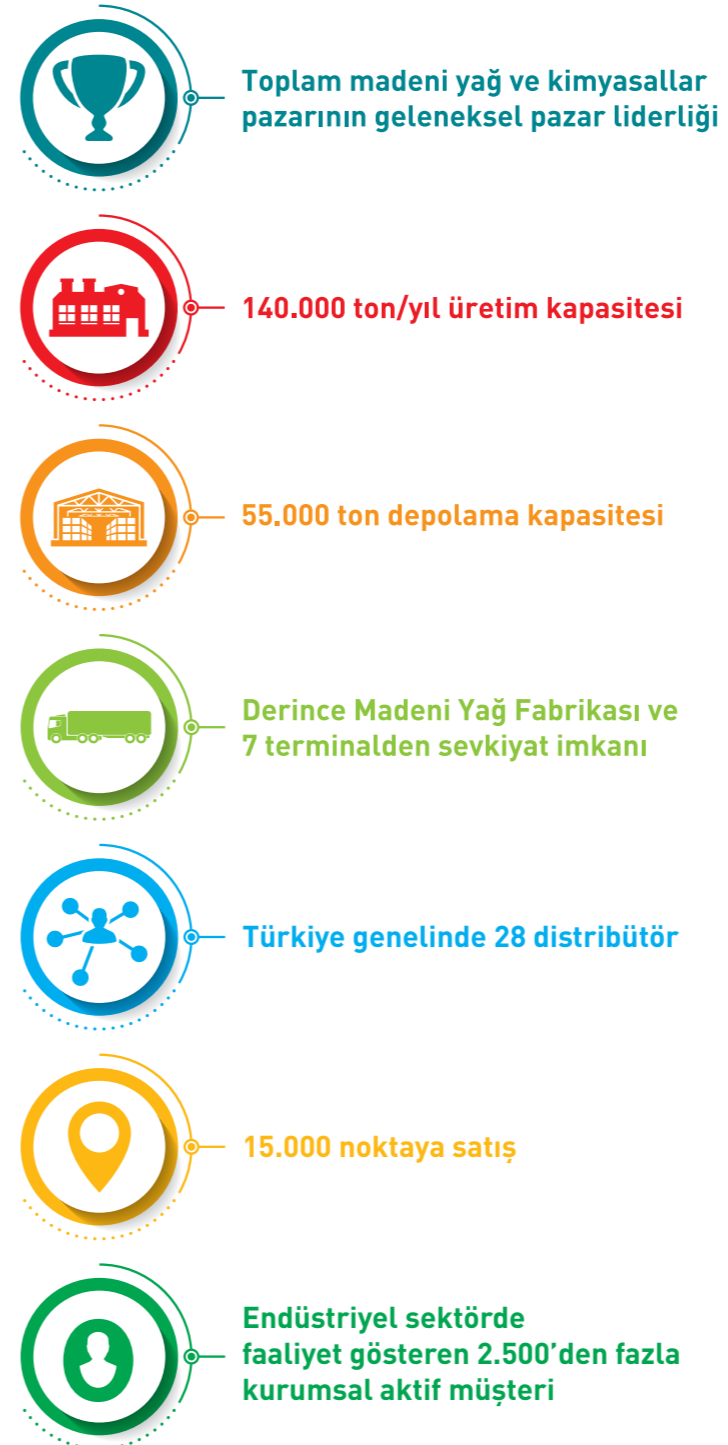 Toplam madeni yağ ve kimyasallar
pazarının geleneksel pazar liderliği
140.000 ton/yıl üretim kapasitesi
55.000 ton depolama kapasitesi
Derince Madeni Yağ Fabrikası ve
7 terminalden sevkiyat imkanı
Türkiye genelinde 28 distribütör
15.000 noktaya satış
Endüstriyel sektörde
faaliyet gösteren 2.500’den fazla
kurumsal aktif müşteri